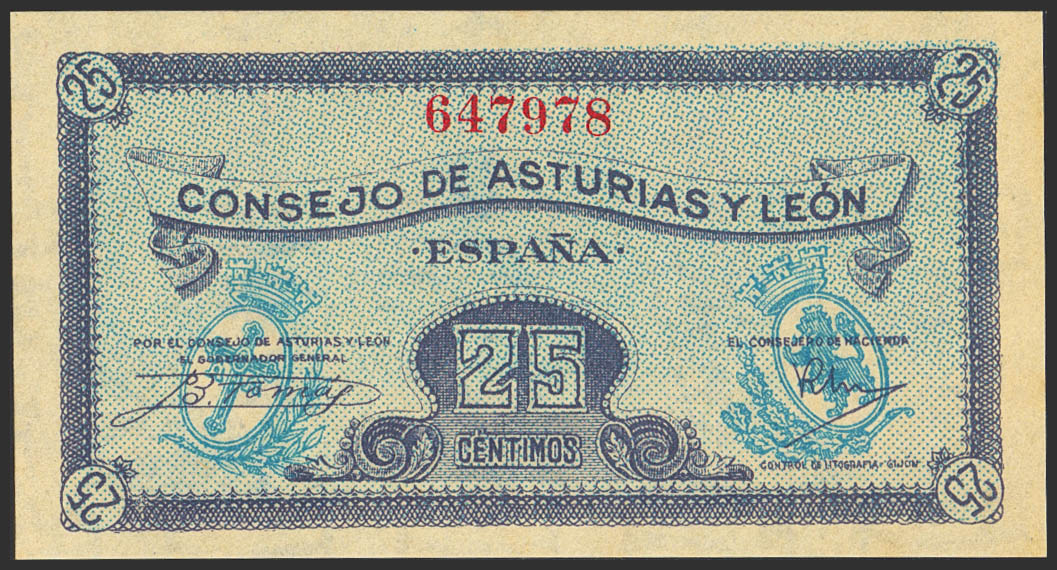 25
25
647978
CONSEJO DE ASTURIAS Y LEÓN
·ESPAÑA·
POR EL CONSEJO DE ASTURIAS Y LEÓN
EL GOBERNADOR GENERAL
B. Tomás
EL CONSEJERO DE HACIENDA
25
CÉNTIMOS
CONTROL DE LITOGRAFIA - GIJON
25
25